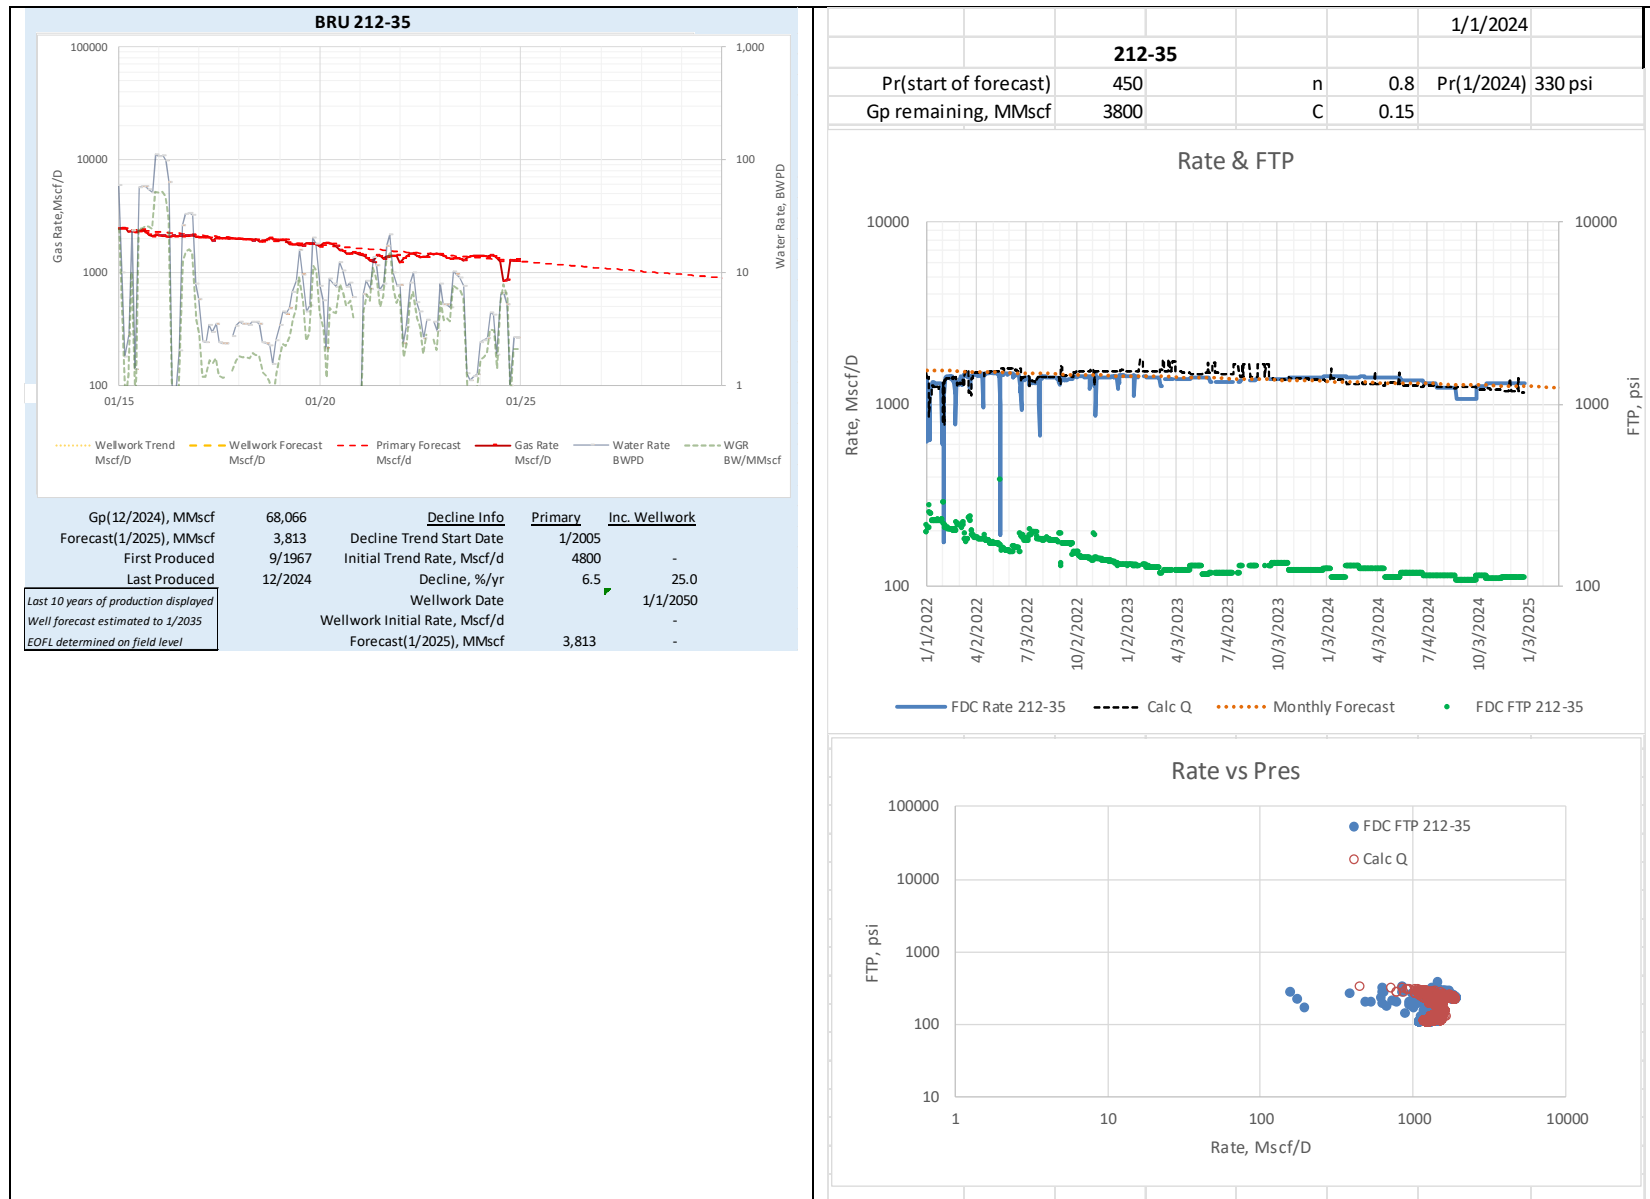 BRU 212-35
100000
10000
1000
100
1,000
100
10
1
Gas Rate,Mscf/D
Water Rate, BWPD
01/15
01/20
01/25
Wellwork Trend Mscf/D
Wellwork Forecast Mscf/D
Primary Forecast Mscf/d
Gas Rate Mscf/D
Water Rate BWPD
WGR BW/MMscf
Gp(12/2024), MMscf 68,066 Decline Info Primary Inc. Wellwork
Forecast(1/2025), MMscf 3,813 Decline Trend Start Date 1/2005
First Produced 9/1967 Initial Trend Rate, Mscf/d 4800 -
Last Produced 12/2024 Decline, %/yr 6.5 25.0
Last 10 years of production displayed Wellwork Date 1/1/2050
Well forecast estimated to 1/2035 Wellwork Initial Rate, Mscf/d -
EOFL determined on field level Forecast(1/2025), MMscf 3,813 -
1/1/2024
212-35
Pr(start of forecast) 450 n 0.8 Pr(1/2024) 330 psi
Gp remaining, MMscf 3800 C 0.15
Rate & FTP
10000
1000
100
10000
1000
100
Rate, Mscf/D
FTP, psi
1/1/2022
4/2/2022
7/3/2022
10/2/2022
1/2/2023
4/3/2023
7/4/2023
10/3/2023
1/3/2024
4/3/2024
7/4/2024
10/3/2024
1/3/2025
FDC Rate 212-35
Calc Q
Monthly Forecast
FDC FTP 212-35
Rate vs Pres
100000
10000
1000
100
10
FTP, psi
FDC FTP 212-35
Calc Q
1
10
100
1000
10000
Rate, Mscf/D